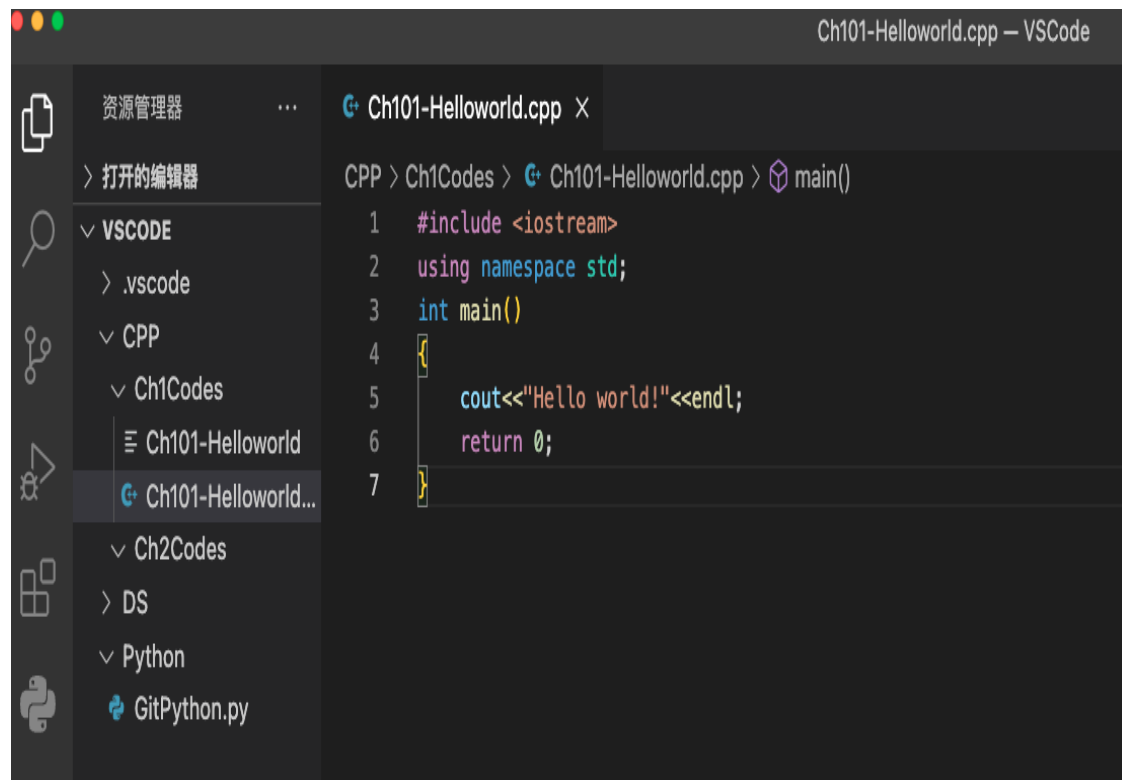 Ch101-Helloworld.cpp — VSCode
资源管理器 ···
打开的编辑器
VSCODE
.vscode
CPP
Ch1Codes
Ch101-Helloworld
Ch101-Helloworld...
Ch2Codes
DS
Python
GitPython.py
Ch101-Helloworld.cpp
CPP > Ch1Codes > Ch101-Helloworld.cpp > main()
1 #include <iostream>
2 using namespace std;
3 int main()
4 {
5 cout<<"Hello world!"<<endl;
6 return 0;
7 }